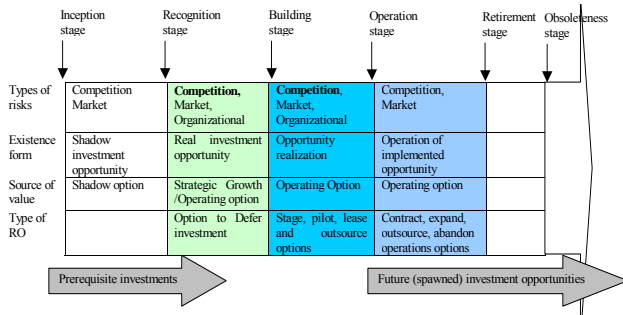 Inception stage
Recognition stage
Building stage
Operation stage
Retirement stage
Obsoleteness stage
Types of risks
Competition Market
Competition, Market, Organizational
Competition, Market, Organizational
Competition, Market
Existence form
Shadow investment opportunity
Real investment opportunity
Opportunity realization
Operation of implemented opportunity
Source of value
Shadow option
Strategic Growth /Operating option
Operating Option
Operating option
Type of RO
Option to Defer investment
Stage, pilot, lease and outsource options
Contract, expand, outsource, abandon operations options
Prerequisite investments
Future (spawned) investment opportunities